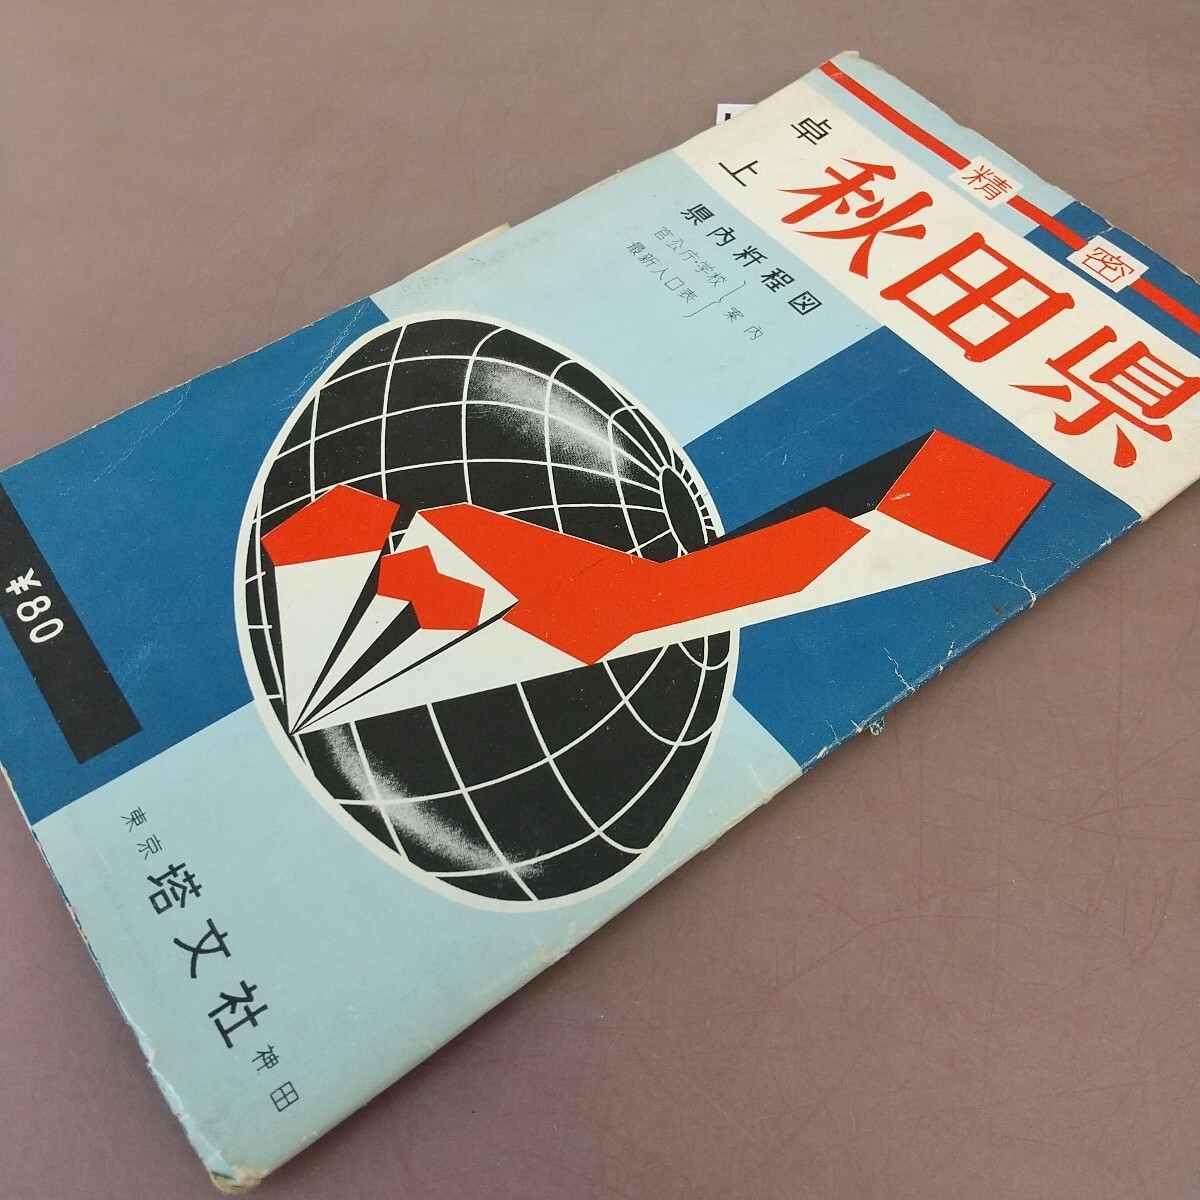 精密
卓上
秋田県
県内粁程図
官公庁・学校
最新人口表
案内
¥80
東京 塔文社 神田